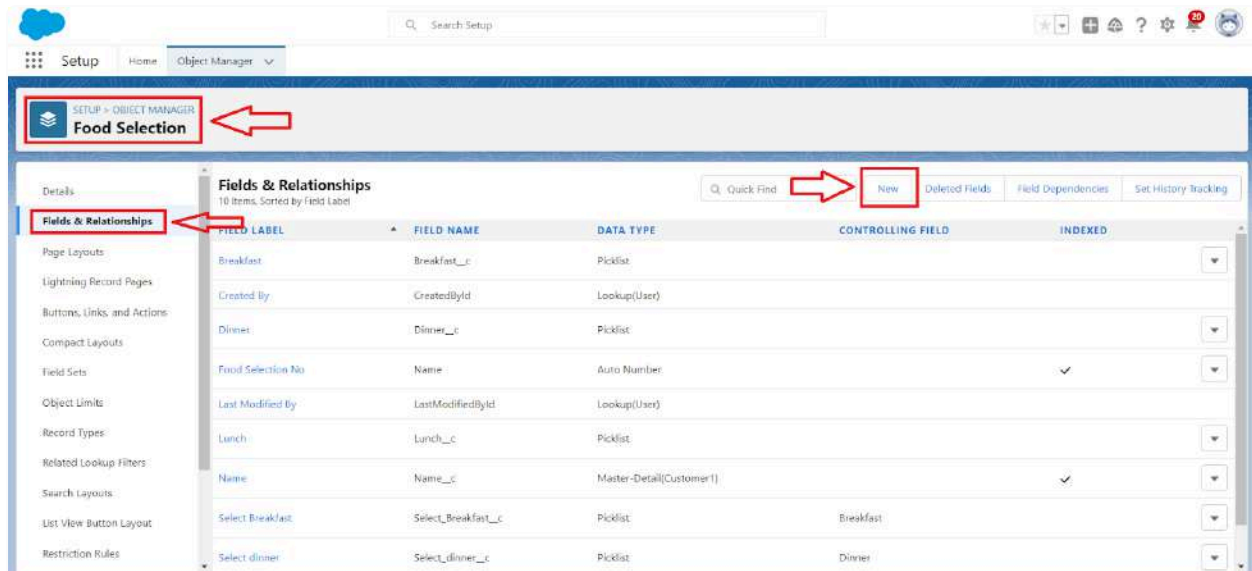 Search Setup
20
Setup Home Object Manager
SETUP > OBJECT MANAGER
Food Selection
Details
Fields & Relationships
Page Layouts
Lightning Record Pages
Buttons, Links, and Actions
Compact Layouts
Field Sets
Object Limits
Record Types
Related Lookup Filters
Search Layouts
List View Button Layout
Restriction Rules
Fields & Relationships
10 Items, Sorted by Field Label
Quick Find New Deleted Fields Field Dependencies Set History Tracking
FIELD LABEL FIELD NAME DATA TYPE CONTROLLING FIELD INDEXED
Breakfast Breakfast__c Picklist
Created By CreatedById Lookup(User)
Dinner Dinner__c Picklist
Food Selection No Name Auto Number
Last Modified By LastModifiedById Lookup(User)
Lunch Lunch__c Picklist
Name Name__c Master-Detail(Customer1)
Select Breakfast Select_Breakfast__c Picklist Breakfast
Select dinner Select_dinner__c Picklist Dinner